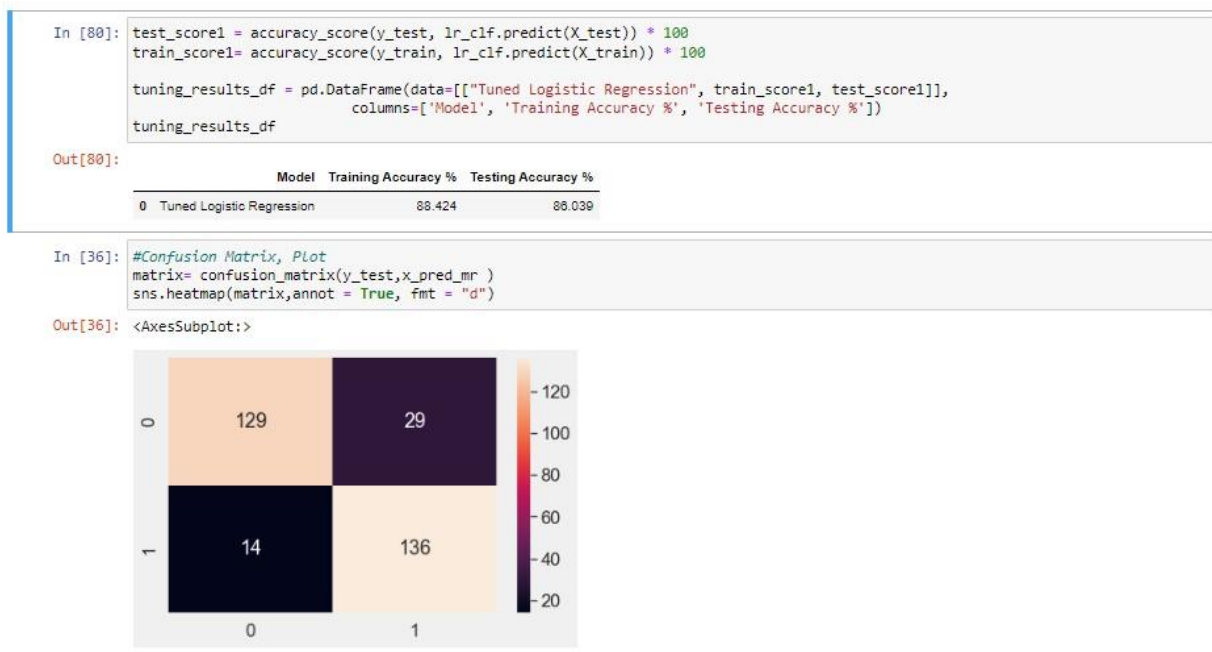 In [80]: test_score1 = accuracy_score(y_test, lr_clf.predict(X_test)) * 100
train_score1= accuracy_score(y_train, lr_clf.predict(X_train)) * 100
tuning_results_df = pd.DataFrame(data=[["Tuned Logistic Regression", train_score1, test_score1]],
columns=['Model', 'Training Accuracy %', 'Testing Accuracy %'])
tuning_results_df
Out[80]:
Model Training Accuracy % Testing Accuracy %
0 Tuned Logistic Regression 88.424 86.039
In [36]: #Confusion Matrix, Plot
matrix= confusion_matrix(y_test,x_pred_mr )
sns.heatmap(matrix,annot = True, fmt = "d")
Out[36]: <AxesSubplot:>
0 129 29
1 14 136
0 1
120
100
80
60
40
20